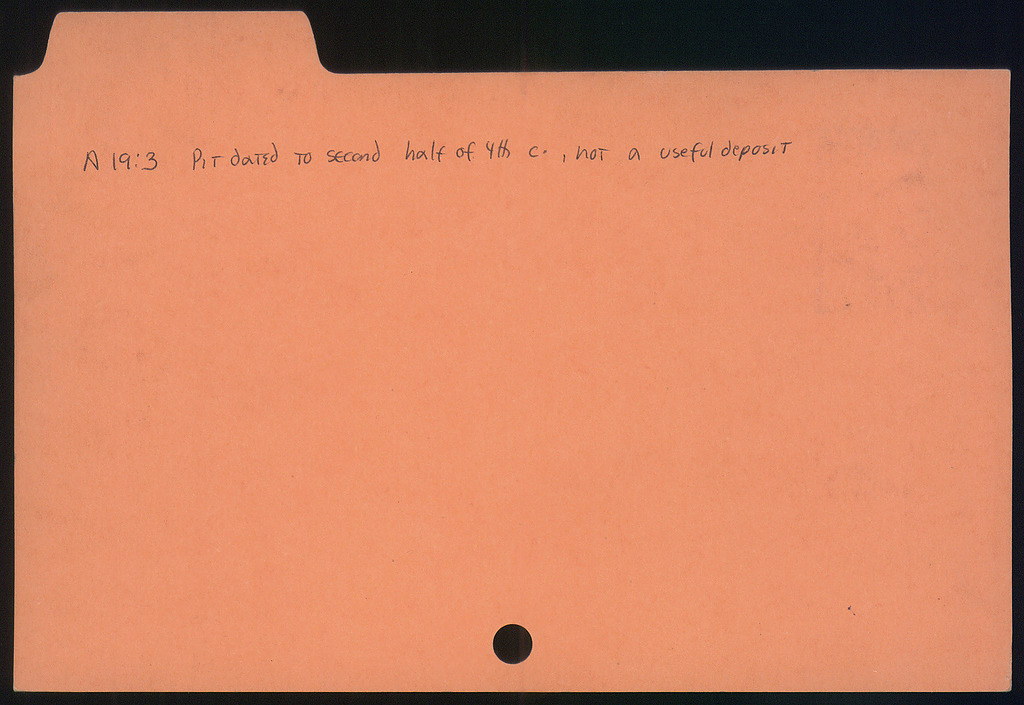 A 19:3 Pit dated to second half of 4th c. , not a useful deposit